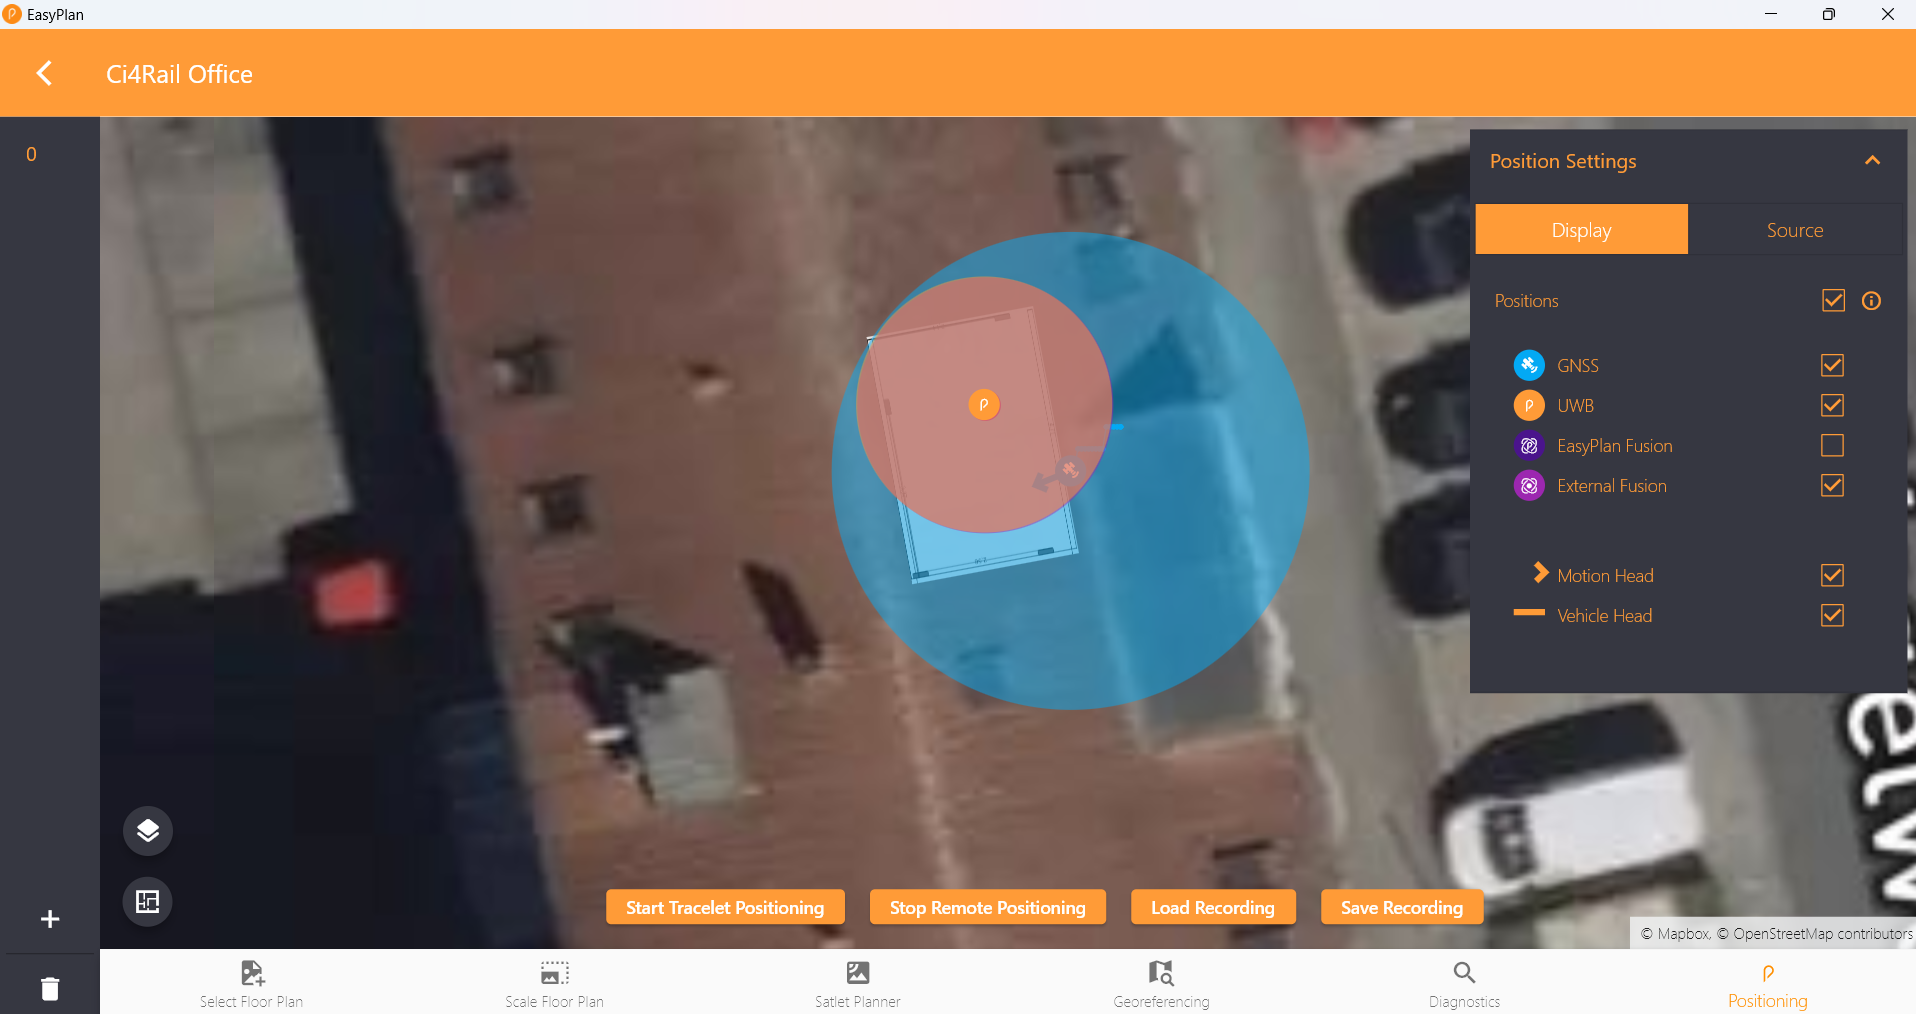 EasyPlan
Ci4Rail Office
0
Position Settings
Display
Source
Positions
GNSS
UWB
EasyPlan Fusion
External Fusion
Motion Head
Vehicle Head
Start Tracelet Positioning
Stop Remote Positioning
Load Recording
Save Recording
© Mapbox, © OpenStreetMap contributors
Select Floor Plan
Scale Floor Plan
Satlet Planner
Georeferencing
Diagnostics
Positioning